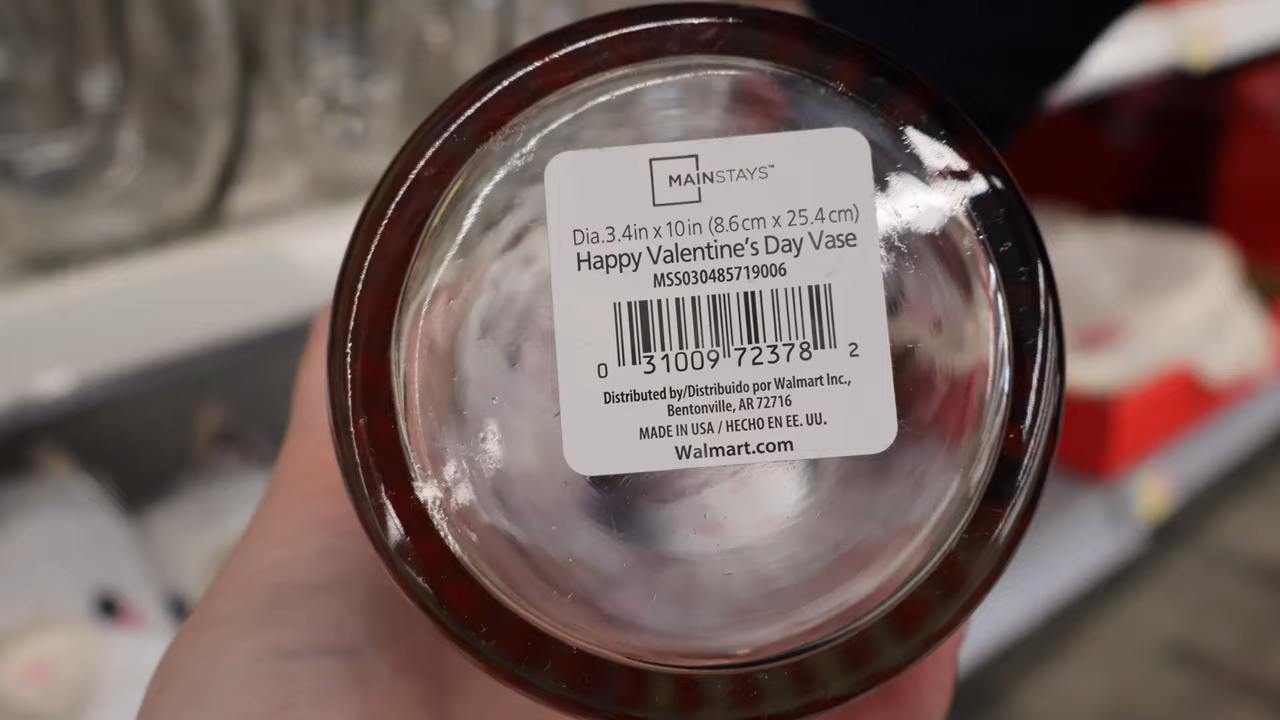 MAINSTAYS™
Dia.3.4in x 10in (8.6cm x 25.4cm)
Happy Valentine's Day Vase
MSS030485719006
0 31009 72378 2
Distributed by/Distribuido por Walmart Inc.,
Bentonville, AR 72716
MADE IN USA / HECHO EN EE. UU.
Walmart.com